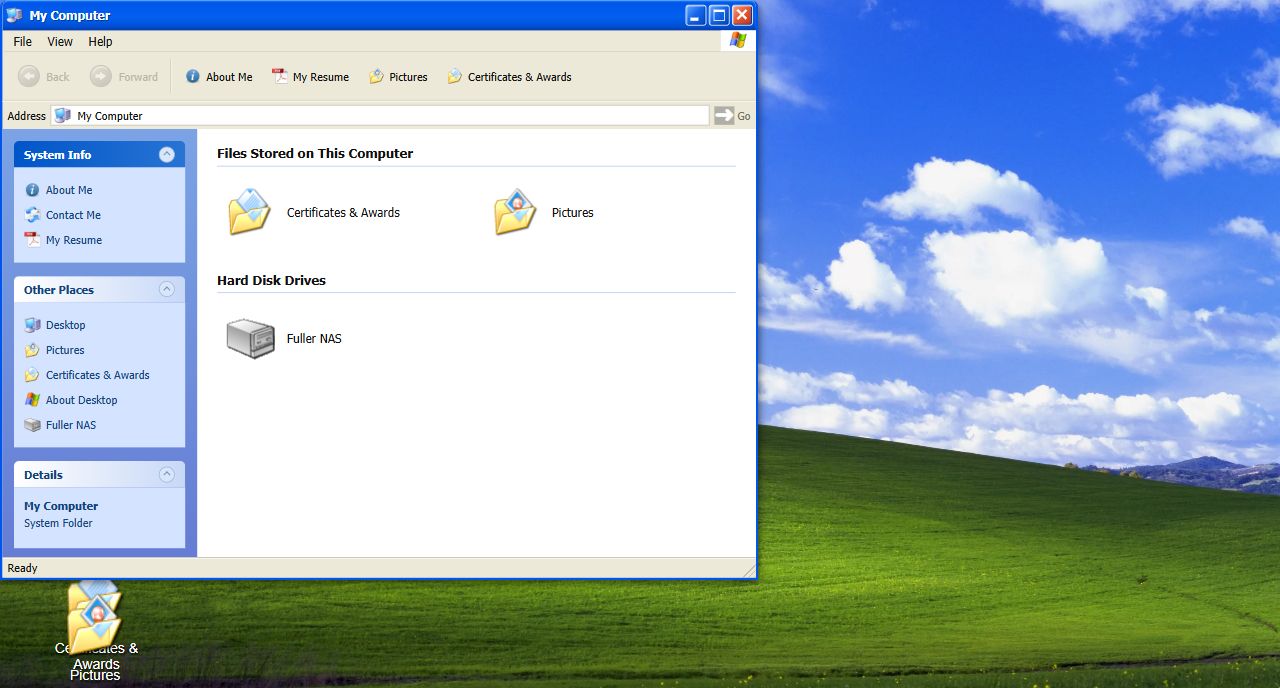 My Computer
File View Help
Back Forward About Me My Resume Pictures Certificates & Awards
Address My Computer Go
System Info
About Me
Contact Me
My Resume
Other Places
Desktop
Pictures
Certificates & Awards
About Desktop
Fuller NAS
Details
My Computer
System Folder
Files Stored on This Computer
Certificates & Awards Pictures
Hard Disk Drives
Fuller NAS
Ready
Certificates &
Awards
Pictures